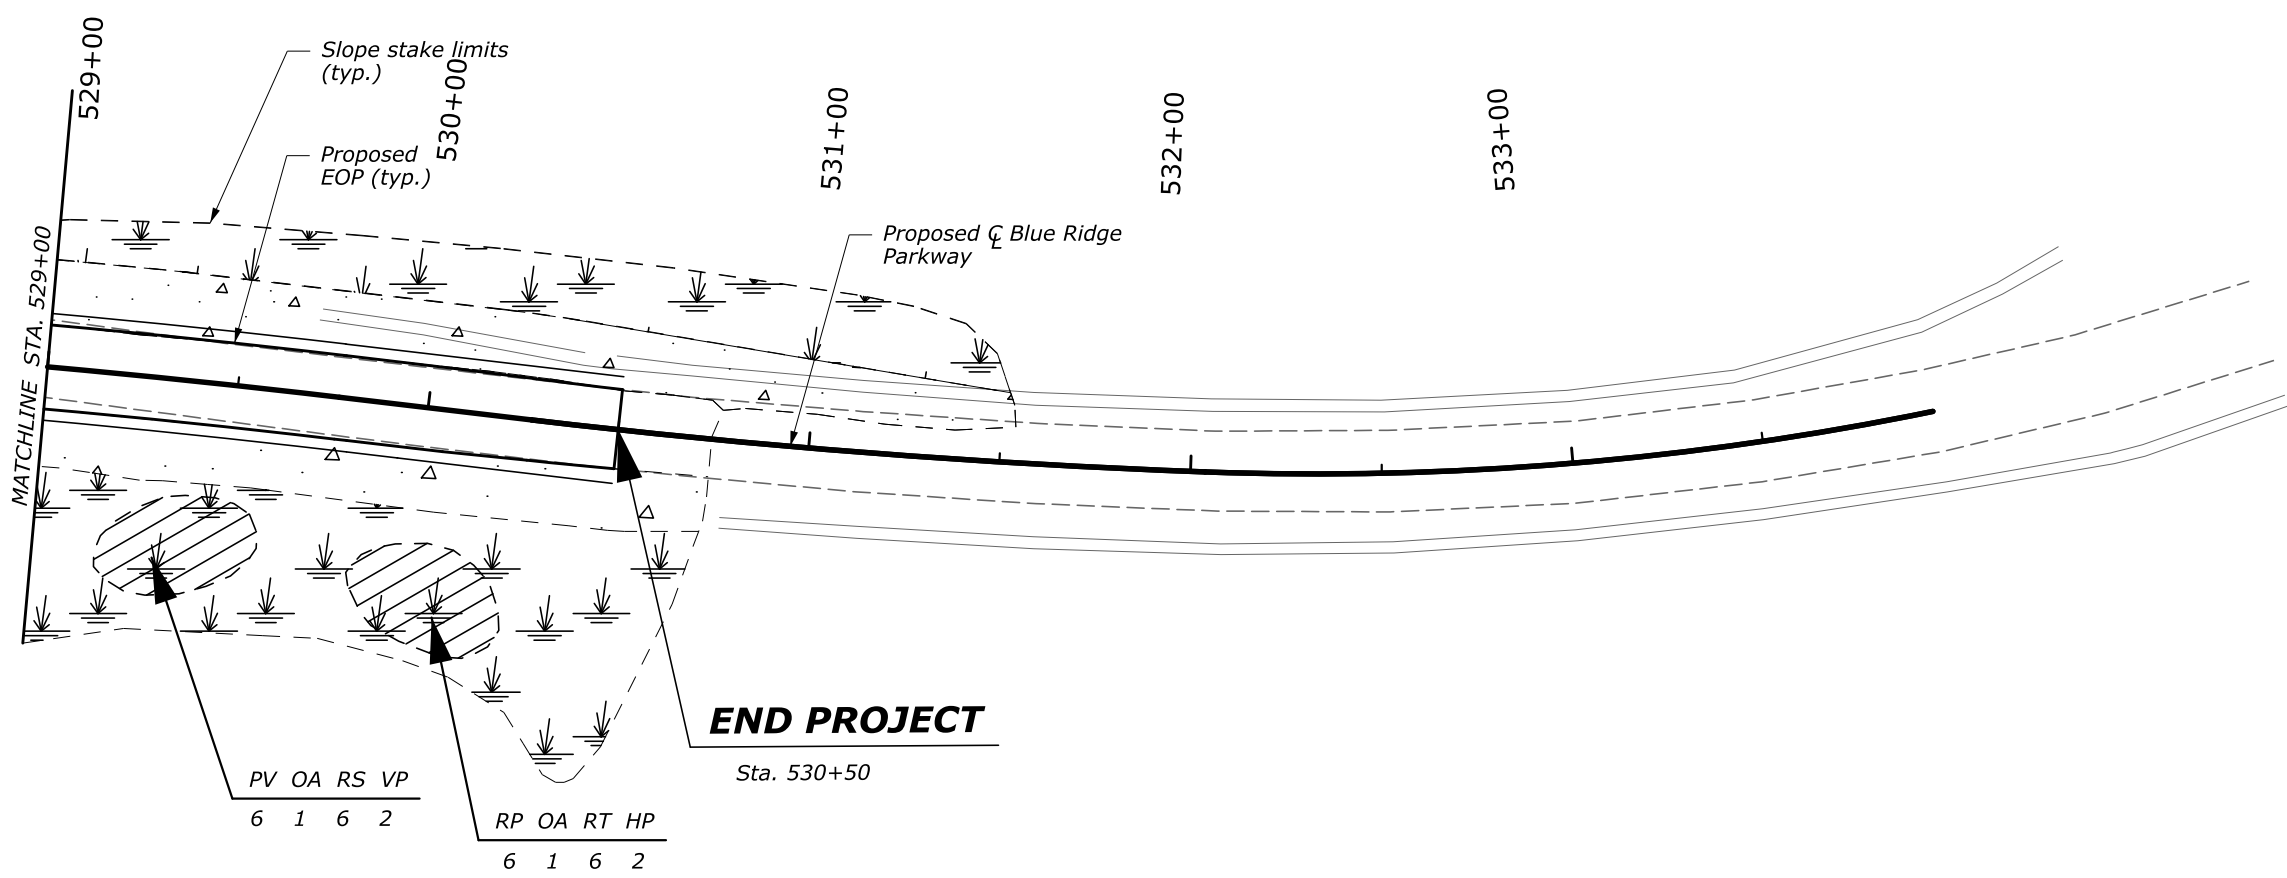 529+00
Slope stake limits
(typ.)
530+00
531+00
532+00
533+00
Proposed
EOP (typ.)
Proposed ℄ Blue Ridge
Parkway
MATCHLINE STA. 529+00
END PROJECT
Sta. 530+50
PV OA RS VP
6 1 6 2
RP OA RT HP
6 1 6 2